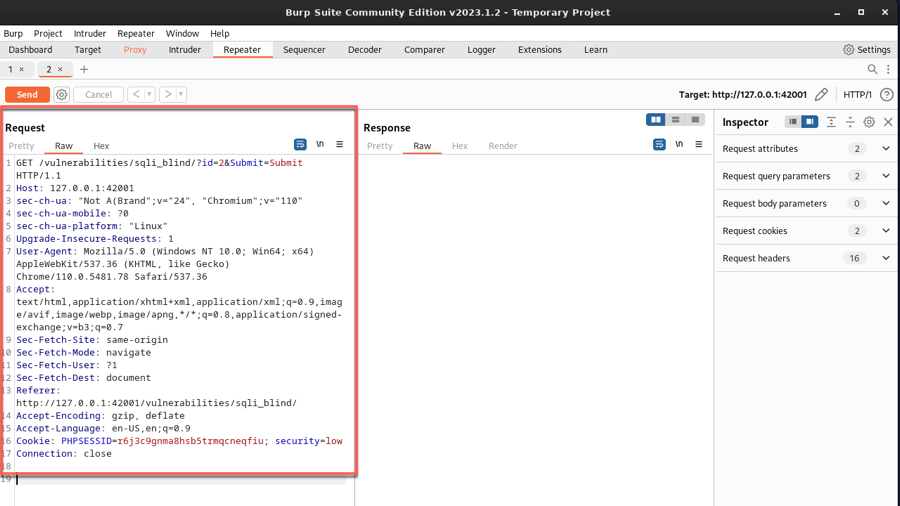 Burp Suite Community Edition v2023.1.2 - Temporary Project
Burp Project Intruder Repeater Window Help
Dashboard Target Proxy Intruder Repeater Sequencer Decoder Comparer Logger Extensions Learn Settings
1 × 2 × +
Send Cancel < > Target: http://127.0.0.1:42001 HTTP/1 ?
Request
Pretty Raw Hex \n
1 GET /vulnerabilities/sqli_blind/?id=2&Submit=Submit
HTTP/1.1
2 Host: 127.0.0.1:42001
3 sec-ch-ua: "Not A(Brand";v="24", "Chromium";v="110"
4 sec-ch-ua-mobile: ?0
5 sec-ch-ua-platform: "Linux"
6 Upgrade-Insecure-Requests: 1
7 User-Agent: Mozilla/5.0 (Windows NT 10.0; Win64; x64)
AppleWebKit/537.36 (KHTML, like Gecko)
Chrome/110.0.5481.78 Safari/537.36
8 Accept:
text/html,application/xhtml+xml,application/xml;q=0.9,imag
e/avif,image/webp,image/apng,*/*;q=0.8,application/signed-
exchange;v=b3;q=0.7
9 Sec-Fetch-Site: same-origin
10 Sec-Fetch-Mode: navigate
11 Sec-Fetch-User: ?1
12 Sec-Fetch-Dest: document
13 Referer:
http://127.0.0.1:42001/vulnerabilities/sqli_blind/
14 Accept-Encoding: gzip, deflate
15 Accept-Language: en-US,en;q=0.9
16 Cookie: PHPSESSID=r6j3c9gnma8hsb5trmqcneqfiu; security=low
17 Connection: close
18
19
Response
Pretty Raw Hex Render \n
Inspector
Request attributes 2
Request query parameters 2
Request body parameters 0
Request cookies 2
Request headers 16